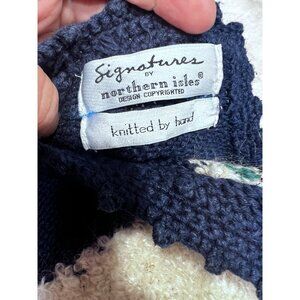 Signatures
BY
northern isles®
DESIGN COPYRIGHTED
knitted by hand